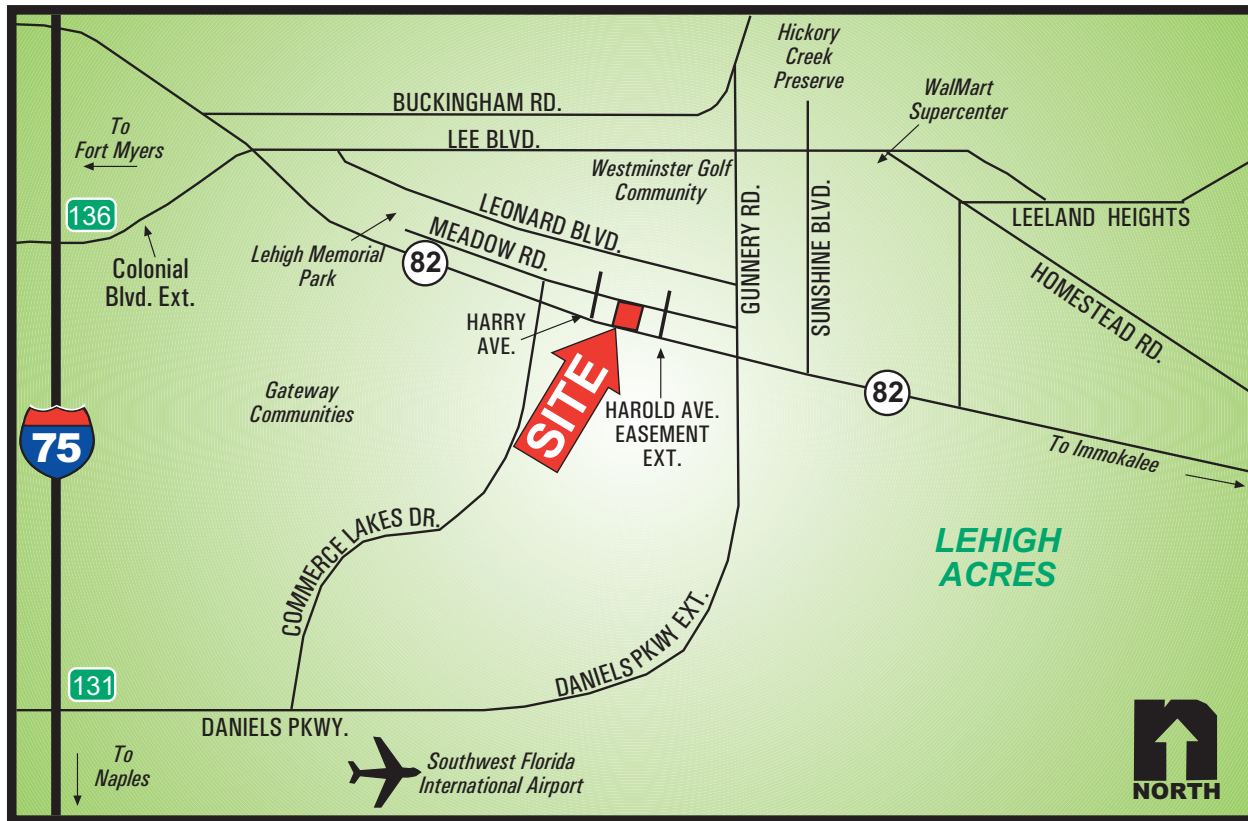 Hickory
Creek
Preserve
WalMart
Supercenter
BUCKINGHAM RD.
To
Fort Myers
LEE BLVD.
Westminster Golf
Community
136
LEONARD BLVD.
GUNNERY RD.
SUNSHINE BLVD.
LEELAND HEIGHTS
MEADOW RD.
Lehigh Memorial
Park
82
Colonial
Blvd. Ext.
HOMESTEAD RD.
HARRY
AVE.
SITE
82
Gateway
Communities
HAROLD AVE.
EASEMENT
EXT.
75
To Immokalee
COMMERCE LAKES DR.
LEHIGH
ACRES
DANIELS PKWY EXT.
131
DANIELS PKWY.
To
Naples
Southwest Florida
International Airport
n
NORTH